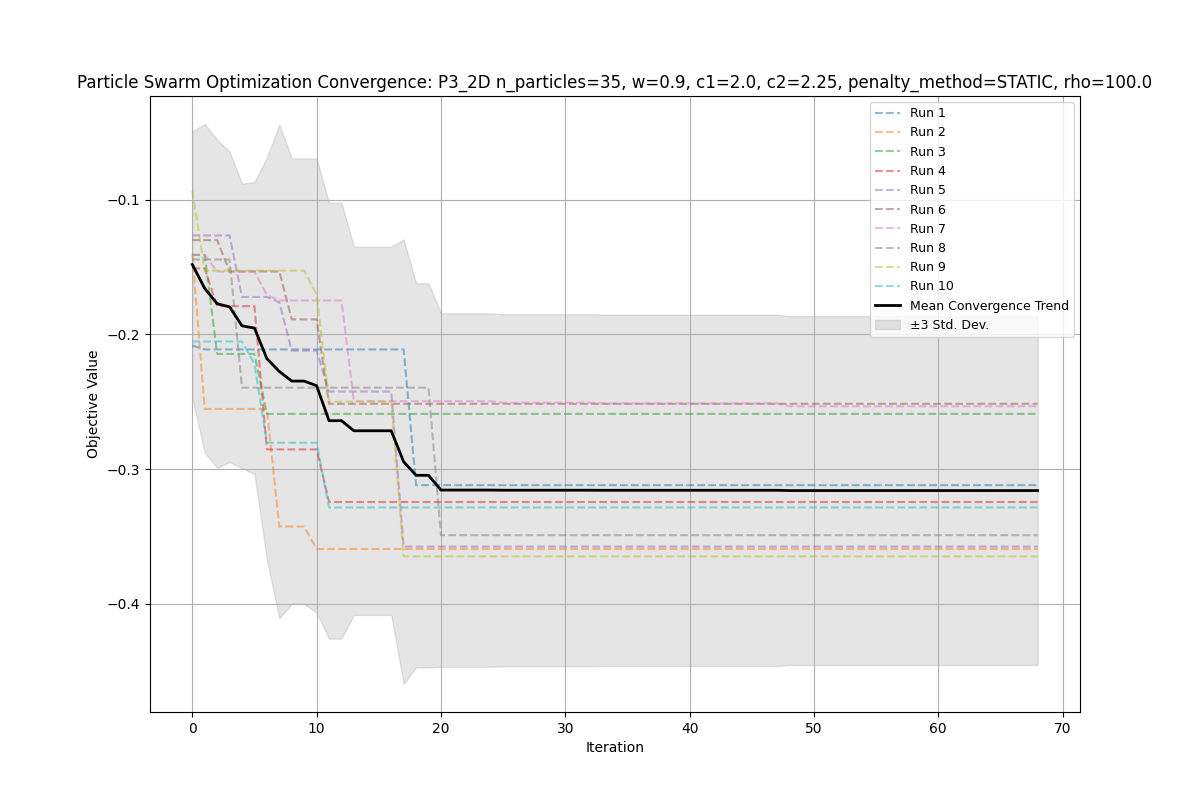 Particle Swarm Optimization Convergence: P3_2D n_particles=35, w=0.9, c1=2.0, c2=2.25, penalty_method=STATIC, rho=100.0
Run 1
Run 2
Run 3
Run 4
Run 5
Run 6
Run 7
Run 8
Run 9
Run 10
Mean Convergence Trend
±3 Std. Dev.
−0.1
−0.2
−0.3
−0.4
Objective Value
0 10 20 30 40 50 60 70
Iteration